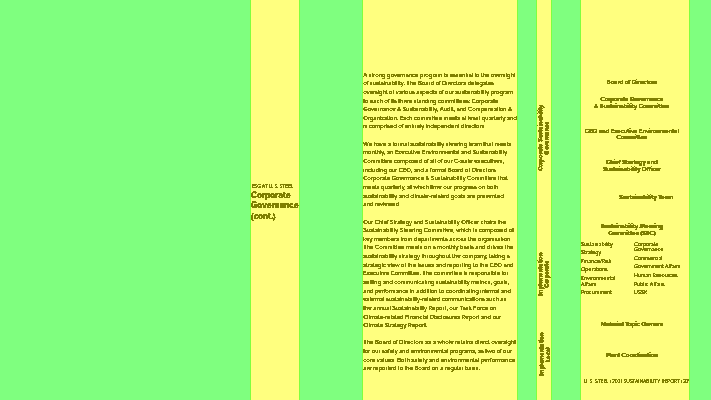 ESG AT U. S. STEEL
Corporate
Governance
(cont.)
A strong governance program is essential to the oversight
of sustainability. The Board of Directors delegates
oversight of various aspects of our sustainability program
to each of its three standing committees: Corporate
Governance & Sustainability, Audit, and Compensation &
Organization. Each committee meets at least quarterly and
is comprised of entirely independent directors.
We have a formal sustainability steering team that meets
monthly, an Executive Environmental and Sustainability
Committee composed of all of our C-suite executives,
including our CEO, and a formal Board of Directors
Corporate Governance & Sustainability Committee that
meets quarterly, at which time our progress on both
sustainability and climate-related goals are presented
and reviewed.
Our Chief Strategy and Sustainability Officer chairs the
Sustainability Steering Committee, which is composed of
key members from departments across the organization.
The Committee meets on a monthly basis and drives the
sustainability strategy throughout the company, taking a
strategic view of the issues and reporting to the CEO and
Executive Committee. The committee is responsible for
setting and communicating sustainability metrics, goals,
and performance in addition to coordinating internal and
external sustainability-related communications such as
the annual Sustainability Report, our Task Force on
Climate-related Financial Disclosures Report and our
Climate Strategy Report.
The Board of Directors as a whole retains direct oversight
for our safety and environmental programs, as two of our
core values. Both safety and environmental performance
are reported to the Board on a regular basis.
Corporate Sustainability
Governance
Implementation
Corporate
Implementation
Local
Board of Directors
Corporate Governance
& Sustainability Committee
CEO and Executive Environmental
Committee
Chief Strategy and
Sustainability Officer
Sustainability Team
Sustainability Steering
Committee (SSC)
Sustainability
Strategy
Finance/Risk
Operations
Environmental
Affairs
Procurement
Corporate
Governance
Commercial
Government Affairs
Human Resources
Public Affairs
USSK
Material Topic Owners
Plant Coordination
U. S. STEEL | 2021 SUSTAINABILITY REPORT |